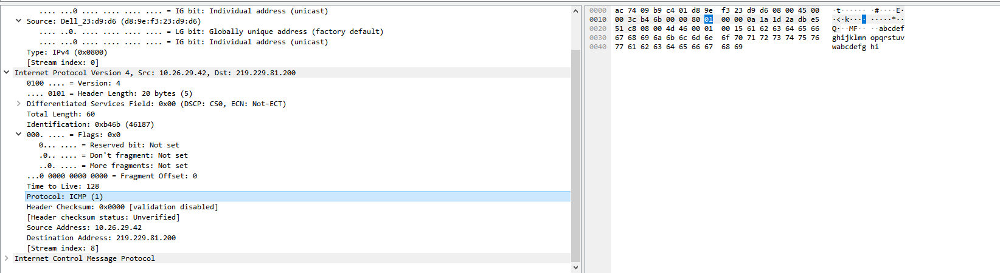 .... ...0 .... .... .... .... = IG bit: Individual address (unicast)
Source: Dell_23:d9:d6 (d8:9e:f3:23:d9:d6)
.... ..0. .... .... .... .... = LG bit: Globally unique address (factory default)
.... ...0 .... .... .... .... = IG bit: Individual address (unicast)
Type: IPv4 (0x0800)
[Stream index: 0]
Internet Protocol Version 4, Src: 10.26.29.42, Dst: 219.229.81.200
0100 .... = Version: 4
.... 0101 = Header Length: 20 bytes (5)
Differentiated Services Field: 0x00 (DSCP: CS0, ECN: Not-ECT)
Total Length: 60
Identification: 0xb46b (46187)
000. .... = Flags: 0x0
0... .... = Reserved bit: Not set
.0.. .... = Don't fragment: Not set
..0. .... = More fragments: Not set
...0 0000 0000 0000 = Fragment Offset: 0
Time to Live: 128
Protocol: ICMP (1)
Header Checksum: 0x0000 [validation disabled]
[Header checksum status: Unverified]
Source Address: 10.26.29.42
Destination Address: 219.229.81.200
[Stream index: 8]
Internet Control Message Protocol
0000 ac 74 09 b9 c4 01 d8 9e f3 23 d9 d6 08 00 45 00 ·t······ ·#····E·
0010 00 3c b4 6b 00 00 80 01 00 00 0a 1a 1d 2a db e5 ·<·k···· ·····*··
0020 51 c8 08 00 4d 46 00 01 00 15 61 62 63 64 65 66 Q···MF·· ··abcdef
0030 67 68 69 6a 6b 6c 6d 6e 6f 70 71 72 73 74 75 76 ghijklmn opqrstuv
0040 77 61 62 63 64 65 66 67 68 69 wabcdefg hi